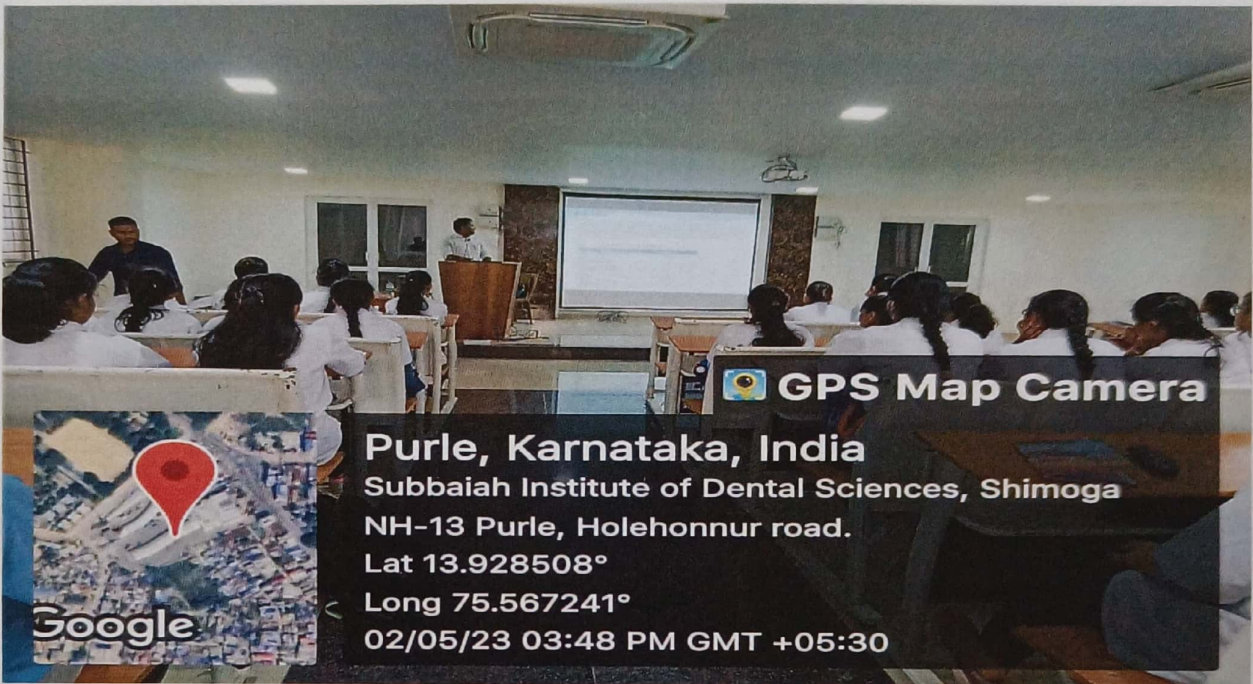 GPS Map Camera
Purle, Karnataka, India
Subbaiah Institute of Dental Sciences, Shimoga
NH-13 Purle, Holehonnur road.
Lat 13.928508°
Long 75.567241°
02/05/23 03:48 PM GMT +05:30
Google